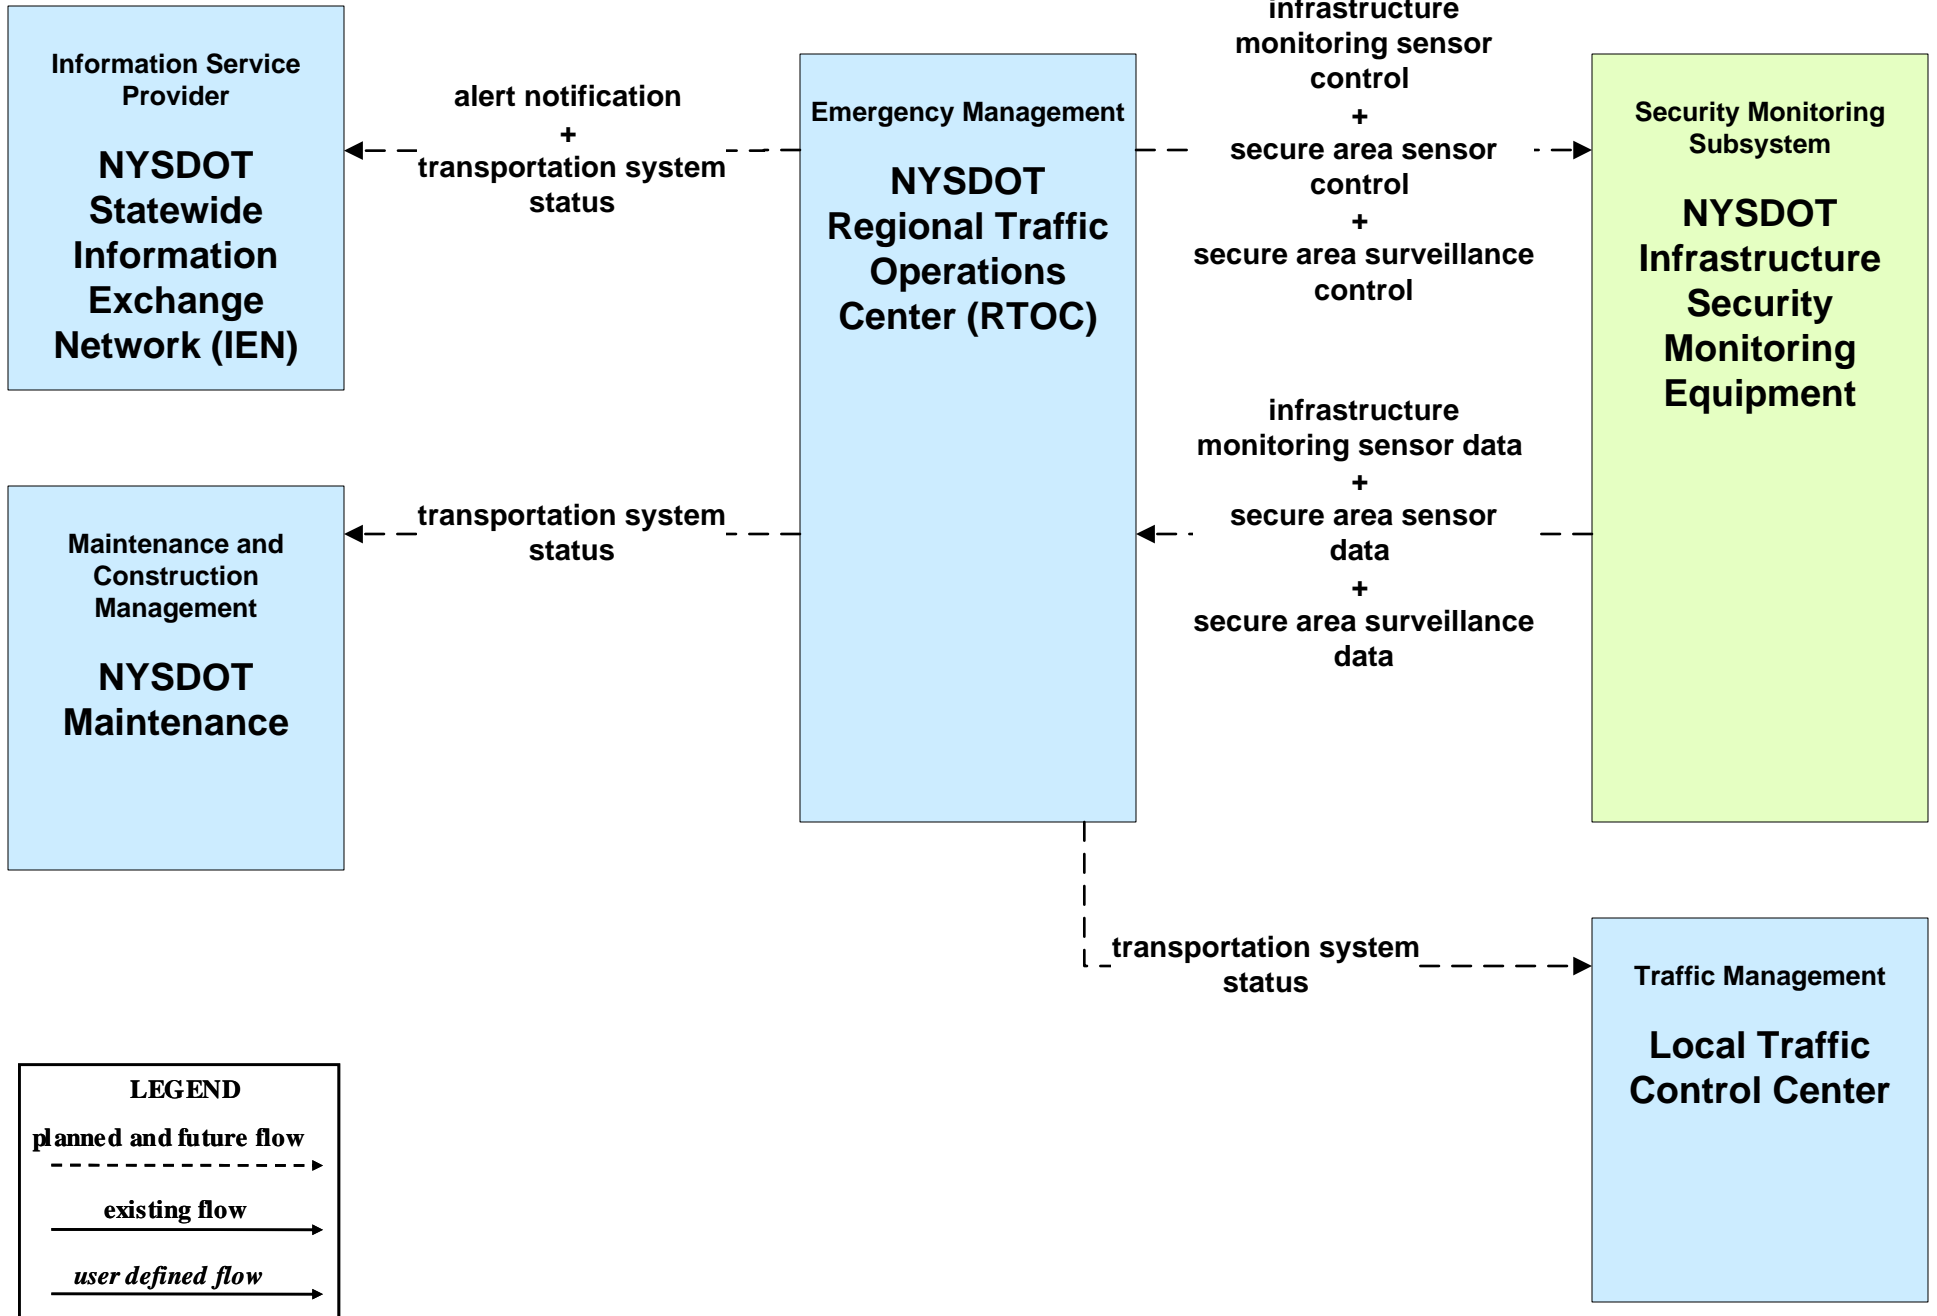 Information Service
Provider
NYSDOT
Statewide
Information
Exchange
Network (IEN)
alert notification
+
transportation system
status
Emergency Management
NYSDOT
Regional Traffic
Operations
Center (RTOC)
infrastructure
monitoring sensor
control
+
secure area sensor
control
+
secure area surveillance
control
Security Monitoring
Subsystem
NYSDOT
Infrastructure
Security
Monitoring
Equipment
infrastructure
monitoring sensor data
+
secure area sensor
data
+
secure area surveillance
data
Maintenance and
Construction
Management
NYSDOT
Maintenance
transportation system
status
transportation system
status
Traffic Management
Local Traffic
Control Center
LEGEND
planned and future flow
existing flow
user defined flow